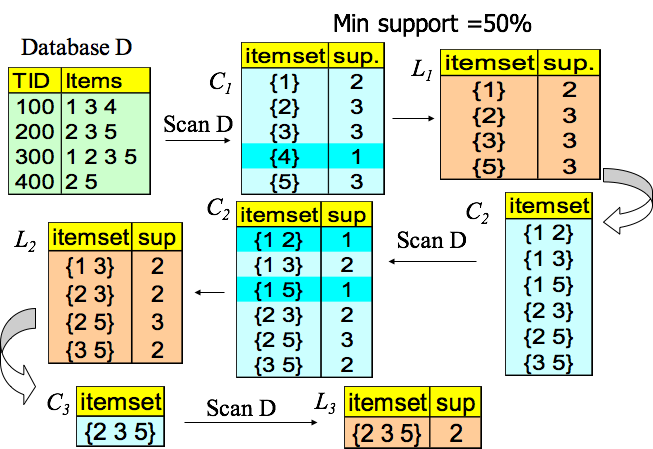 Min support =50%
Database D
TID Items
100 1 3 4
200 2 3 5
300 1 2 3 5
400 2 5
Scan D
C1
itemset sup.
{1} 2
{2} 3
{3} 3
{4} 1
{5} 3
L1
itemset sup.
{1} 2
{2} 3
{3} 3
{5} 3
C2
itemset
{1 2}
{1 3}
{1 5}
{2 3}
{2 5}
{3 5}
Scan D
C2
itemset sup
{1 2} 1
{1 3} 2
{1 5} 1
{2 3} 2
{2 5} 3
{3 5} 2
L2
itemset sup
{1 3} 2
{2 3} 2
{2 5} 3
{3 5} 2
C3
itemset
{2 3 5}
Scan D
L3
itemset sup
{2 3 5} 2